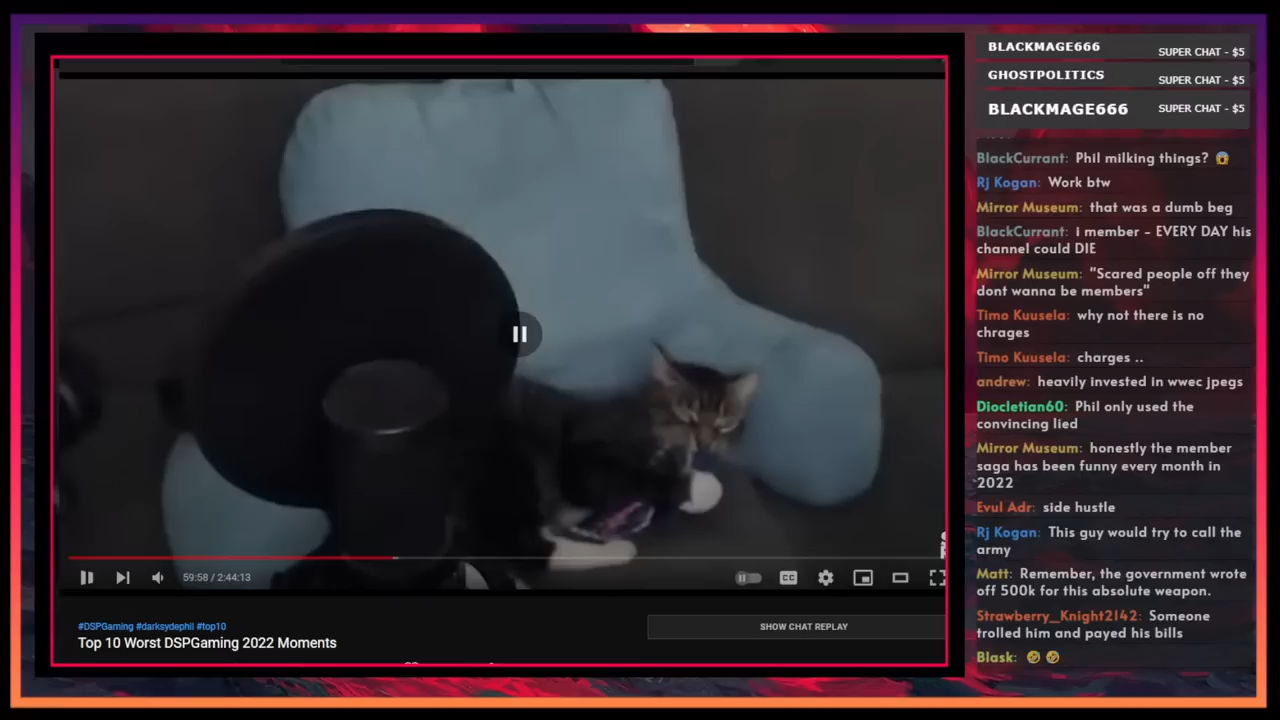 BLACKMAGE666 SUPER CHAT - $5
GHOSTPOLITICS SUPER CHAT - $5
BLACKMAGE666 SUPER CHAT - $5
BlackCurrant: Phil milking things? 😱
Rj Kogan: Work btw
Mirror Museum: that was a dumb beg
BlackCurrant: i member - EVERY DAY his
channel could DIE
Mirror Museum: "Scared people off they
dont wanna be members"
Timo Kuusela: why not there is no
chrages
Timo Kuusela: charges ..
andrew: heavily invested in wwec jpegs
Diocletian60: Phil only used the
convincing lied
Mirror Museum: honestly the member
saga has been funny every month in
2022
Evul Adr: side hustle
Rj Kogan: This guy would try to call the
army
Matt: Remember, the government wrote
off 500k for this absolute weapon.
Strawberry_Knight2142: Someone
trolled him and payed his bills
Blask: 🤣 🤣
59:58 / 2:44:13
CC
#DSPGaming #darksydephil #top10
Top 10 Worst DSPGaming 2022 Moments
SHOW CHAT REPLAY